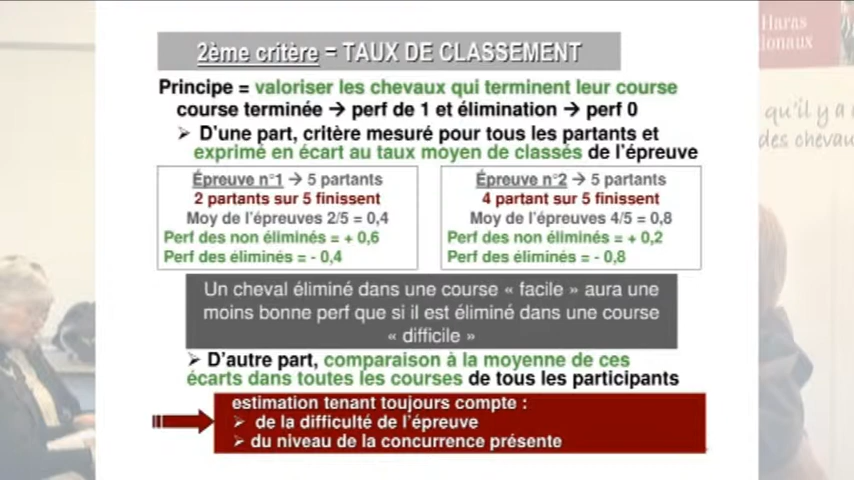 2ème critère = TAUX DE CLASSEMENT
Principe = valoriser les chevaux qui terminent leur course
course terminée → perf de 1 et élimination → perf 0
➢ D'une part, critère mesuré pour tous les partants et
exprimé en écart au taux moyen de classés de l'épreuve
Épreuve n°1 → 5 partants
2 partants sur 5 finissent
Moy de l'épreuves 2/5 = 0,4
Perf des non éliminés = + 0,6
Perf des éliminés = - 0,4
Épreuve n°2 → 5 partants
4 partant sur 5 finissent
Moy de l'épreuves 4/5 = 0,8
Perf des non éliminés = + 0,2
Perf des éliminés = - 0,8
Un cheval éliminé dans une course « facile » aura une
moins bonne perf que si il est éliminé dans une course
« difficile »
➢ D'autre part, comparaison à la moyenne de ces
écarts dans toutes les courses de tous les participants
estimation tenant toujours compte :
➢ de la difficulté de l'épreuve
➢ du niveau de la concurrence présente
Haras
ionaux
qu'il y a
des chevau